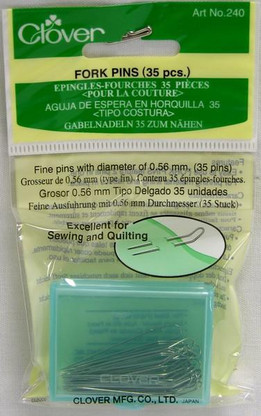 Art No.240
Clover
FORK PINS (35 pcs.)
EPINGLES-FOURCHES 35 PIÈCES
<POUR LA COUTURE>
AGUJA DE ESPERA EN HORQUILLA 35
<TIPO COSTURA>
GABELNADELN 35 ZUM NÄHEN
Fine pins with diameter of 0.56 mm, (35 pins)
Grosseur de 0,56 mm (type fin). Contenu 35 épingles-fourches.
Grosor 0.56 mm Tipo Delgado 35 unidades.
Feine Ausfuhrung mit 0.56 mm Durchmesser (35 Stuck)
Excellent for
Sewing and Quilting
CLOVER
CLOVER MFG. CO., LTD. JAPAN